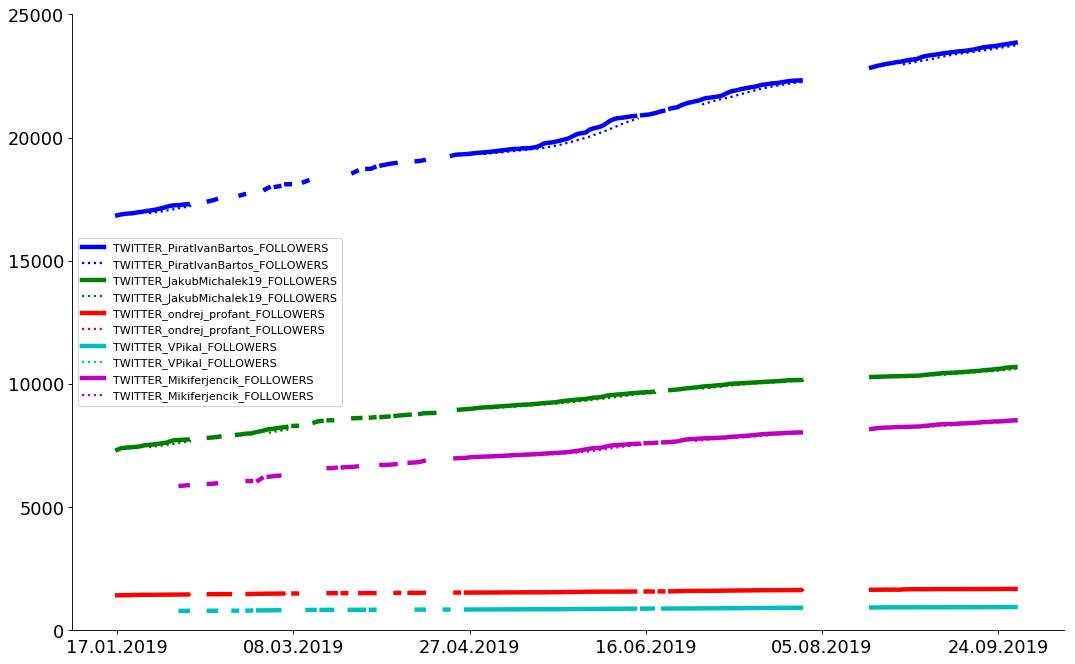 25000
20000
15000
10000
5000
0
TWITTER_PiratIvanBartos_FOLLOWERS
TWITTER_PiratIvanBartos_FOLLOWERS
TWITTER_JakubMichalek19_FOLLOWERS
TWITTER_JakubMichalek19_FOLLOWERS
TWITTER_ondrej_profant_FOLLOWERS
TWITTER_ondrej_profant_FOLLOWERS
TWITTER_VPikal_FOLLOWERS
TWITTER_VPikal_FOLLOWERS
TWITTER_Mikiferjencik_FOLLOWERS
TWITTER_Mikiferjencik_FOLLOWERS
17.01.2019 08.03.2019 27.04.2019 16.06.2019 05.08.2019 24.09.2019